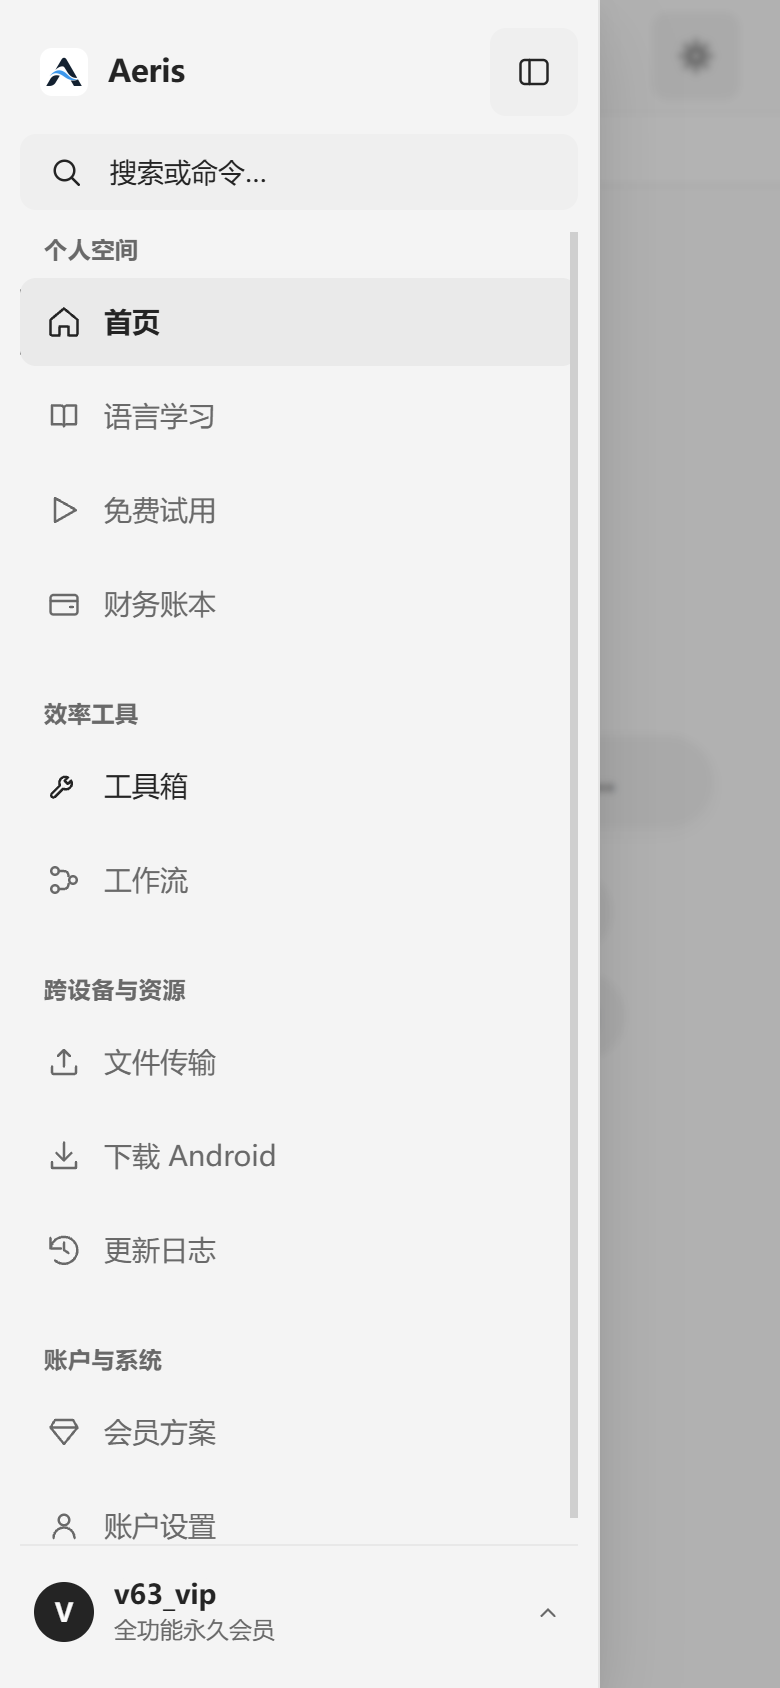 Aeris
搜索或命令...
个人空间
首页
语言学习
免费试用
财务账本
效率工具
工具箱
工作流
跨设备与资源
文件传输
下载 Android
更新日志
账户与系统
会员方案
账户设置
V
v63_vip
全功能永久会员